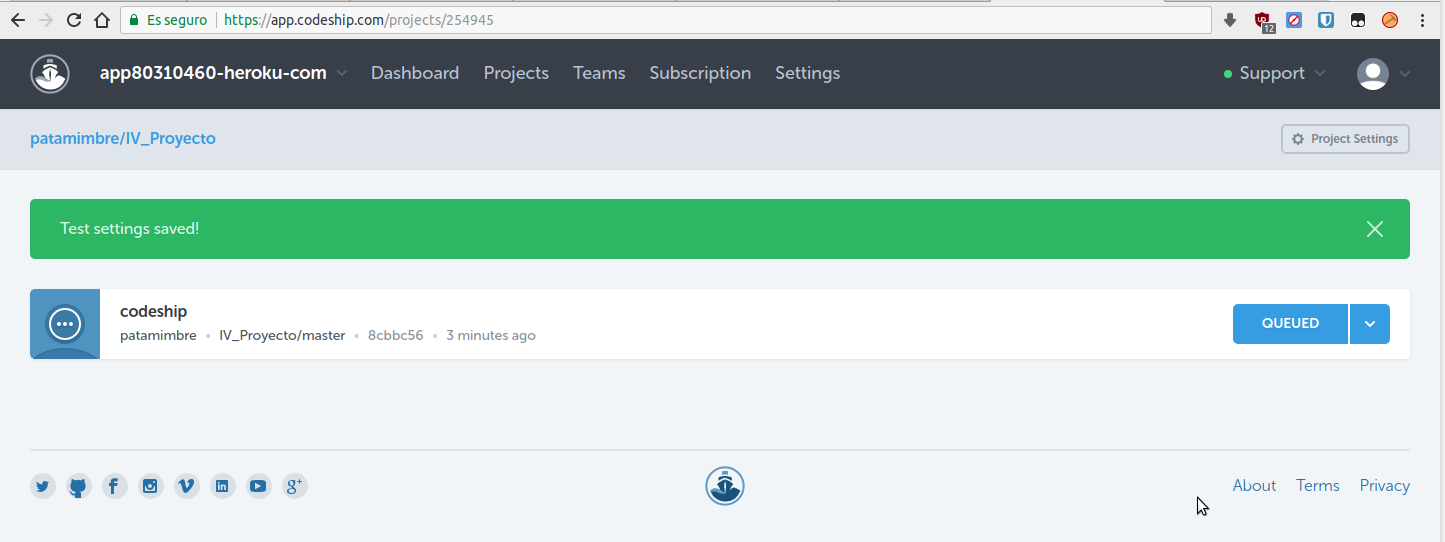 Es seguro https://app.codeship.com/projects/254945
12
app80310460-heroku-com Dashboard Projects Teams Subscription Settings Support
patamimbre/IV_Proyecto Project Settings
Test settings saved!
codeship
patamimbre IV_Proyecto/master 8cbbc56 3 minutes ago
QUEUED
About Terms Privacy